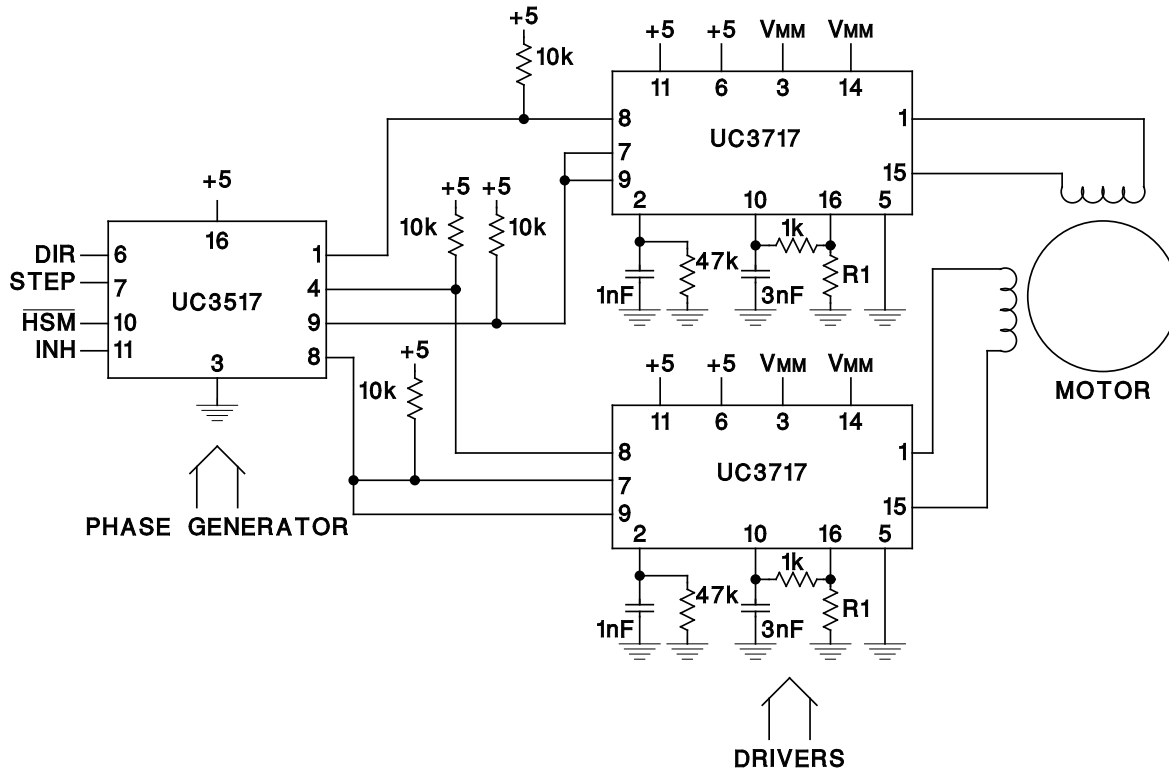 +5
10k
+5 +5 VMM VMM
11 6 3 14
8
7
9
UC3717
1
15
2 10 16 5
1k
47k
1nF
3nF
R1
+5
16
DIR 6
STEP 7
HSM 10
INH 11
UC3517
1
4
9
8
3
+5 +5
10k 10k
+5
10k
PHASE GENERATOR
MOTOR
+5 +5 VMM VMM
11 6 3 14
8
7
9
UC3717
1
15
2 10 16 5
1k
47k
1nF
3nF
R1
DRIVERS